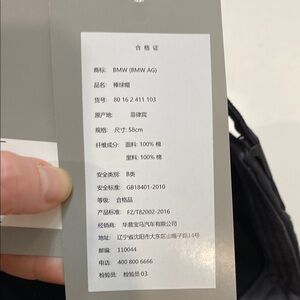 合 格 证
商标: BMW (BMW AG)
品名: 棒球帽
货号: 80 16 2 411 103
原产地: 菲律宾
规格: 尺寸: 58cm
纤维成分: 面料: 100% 棉
里料: 100% 棉
安全类别: B类
安全标准: GB18401-2010
等级: 合格品
产品标准: FZ/T82002-2016
经销商: 华晨宝马汽车有限公司
地址: 辽宁省沈阳市大东区山嘴子路14号
邮编: 110044
电话: 400 800 6666
检验员: 检验员 03